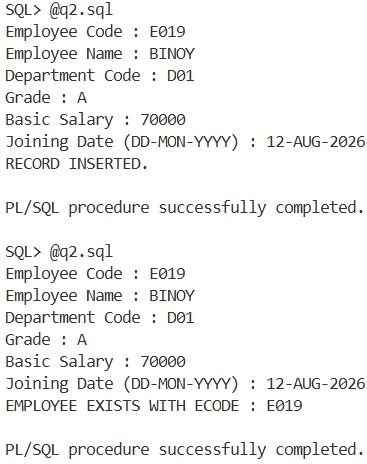 SQL> @q2.sql
Employee Code : E019
Employee Name : BINOY
Department Code : D01
Grade : A
Basic Salary : 70000
Joining Date (DD-MON-YYYY) : 12-AUG-2026
RECORD INSERTED.

PL/SQL procedure successfully completed.

SQL> @q2.sql
Employee Code : E019
Employee Name : BINOY
Department Code : D01
Grade : A
Basic Salary : 70000
Joining Date (DD-MON-YYYY) : 12-AUG-2026
EMPLOYEE EXISTS WITH ECODE : E019

PL/SQL procedure successfully completed.